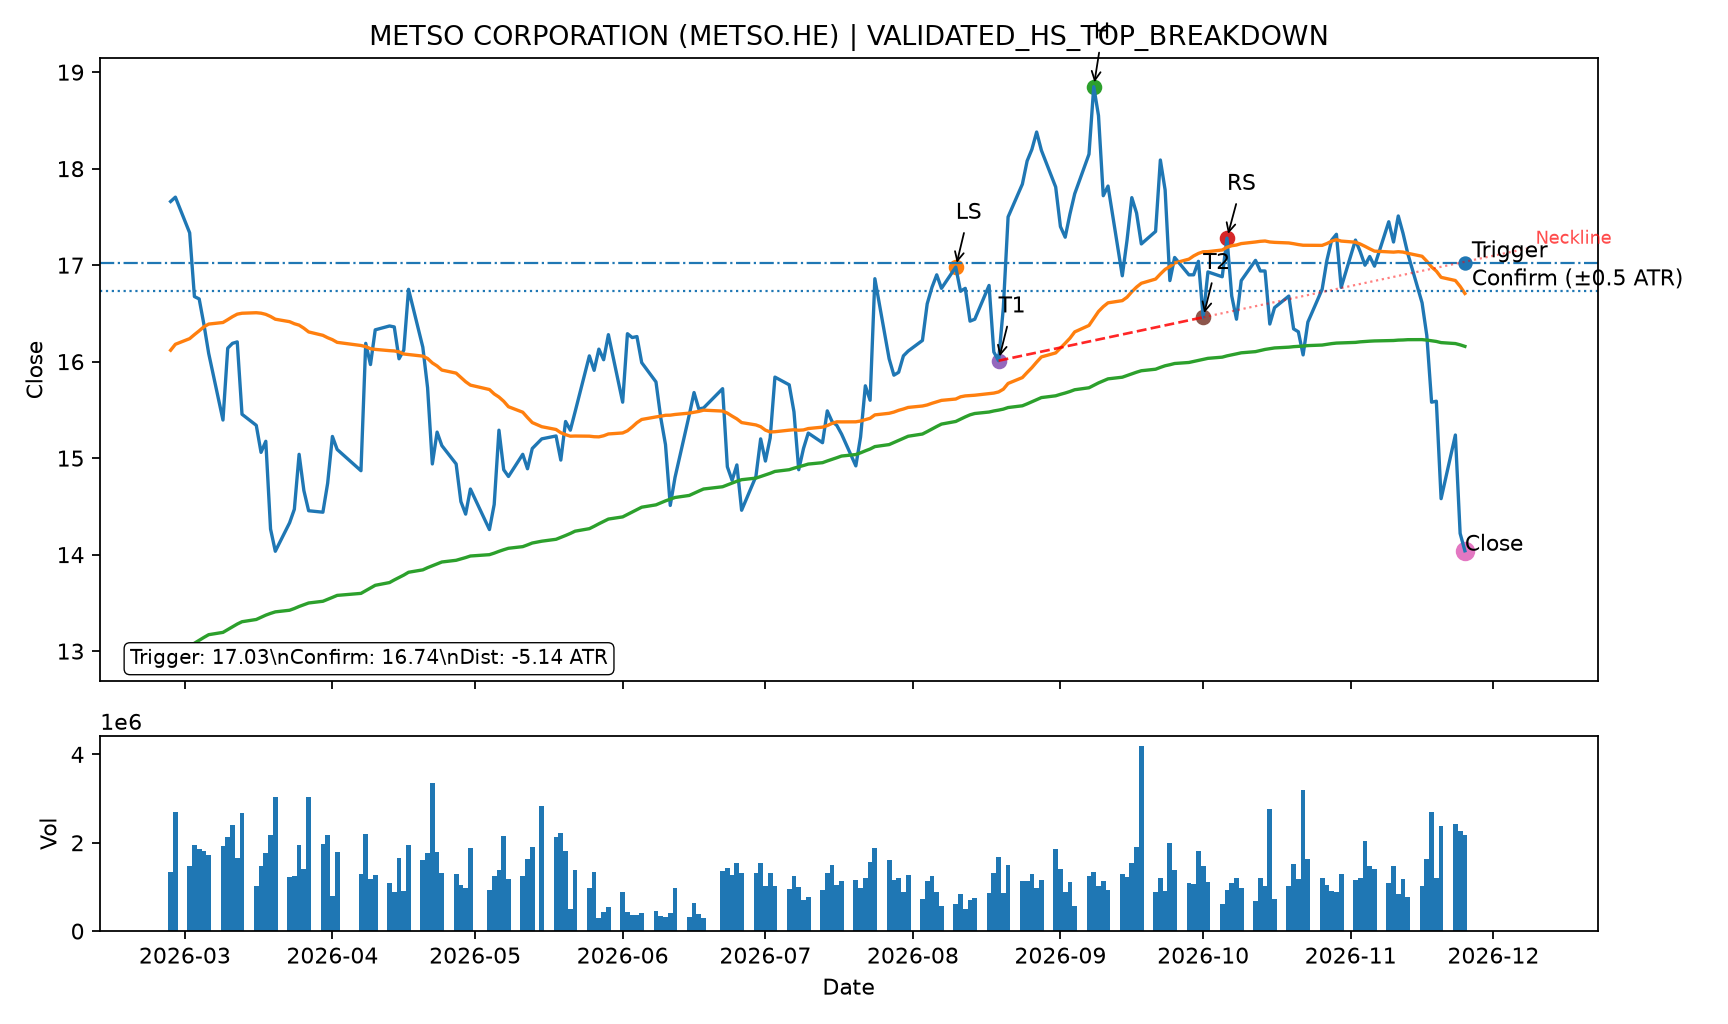 METSO CORPORATION (METSO.HE) | VALIDATED_HS_TOP_BREAKDOWN
H
19
18
17
16
15
14
13
Close
LS
T1
T2
RS
Neckline
Trigger
Confirm (±0.5 ATR)
Close
Trigger: 17.03\nConfirm: 16.74\nDist: -5.14 ATR
1e6
4
2
0
Vol
2026-03 2026-04 2026-05 2026-06 2026-07 2026-08 2026-09 2026-10 2026-11 2026-12
Date